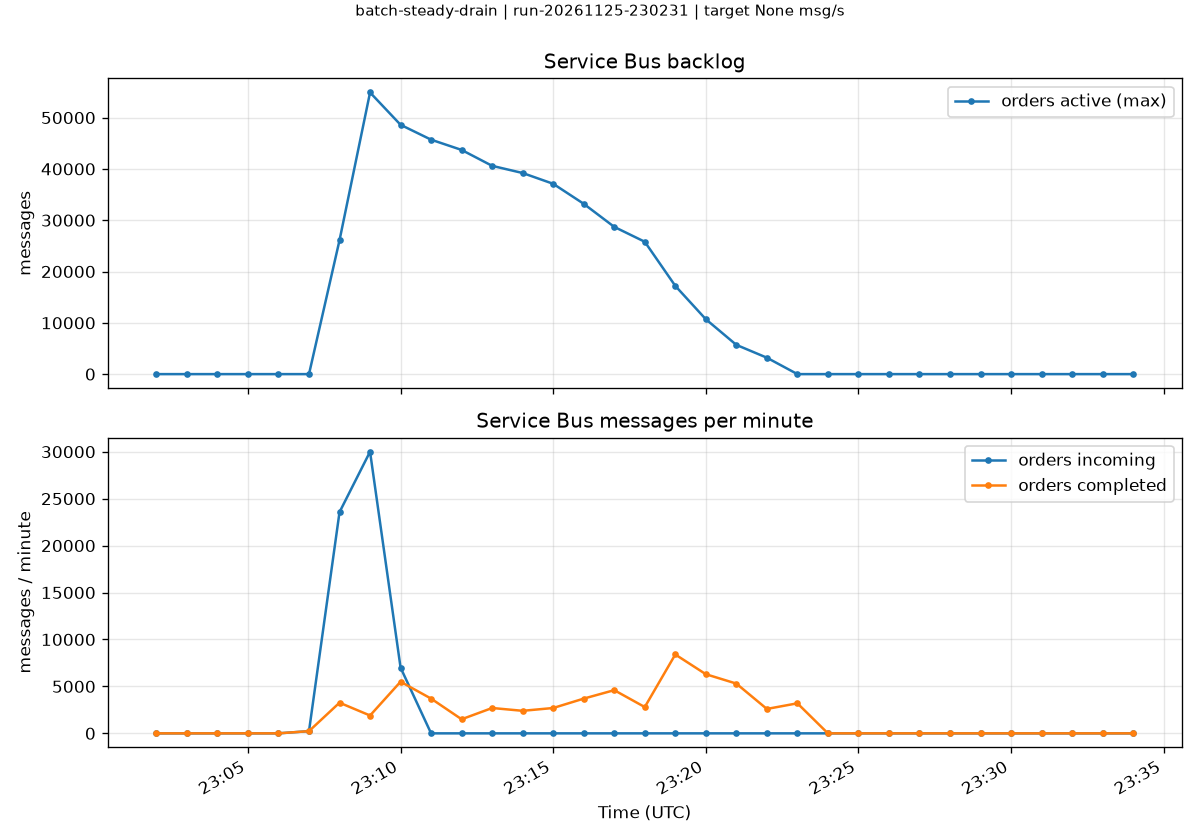 batch-steady-drain | run-20261125-230231 | target None msg/s
Service Bus backlog
orders active (max)
50000
40000
30000
20000
10000
0
messages
Service Bus messages per minute
orders incoming
orders completed
30000
25000
20000
15000
10000
5000
0
messages / minute
23:05
23:10
23:15
23:20
23:25
23:30
23:35
Time (UTC)